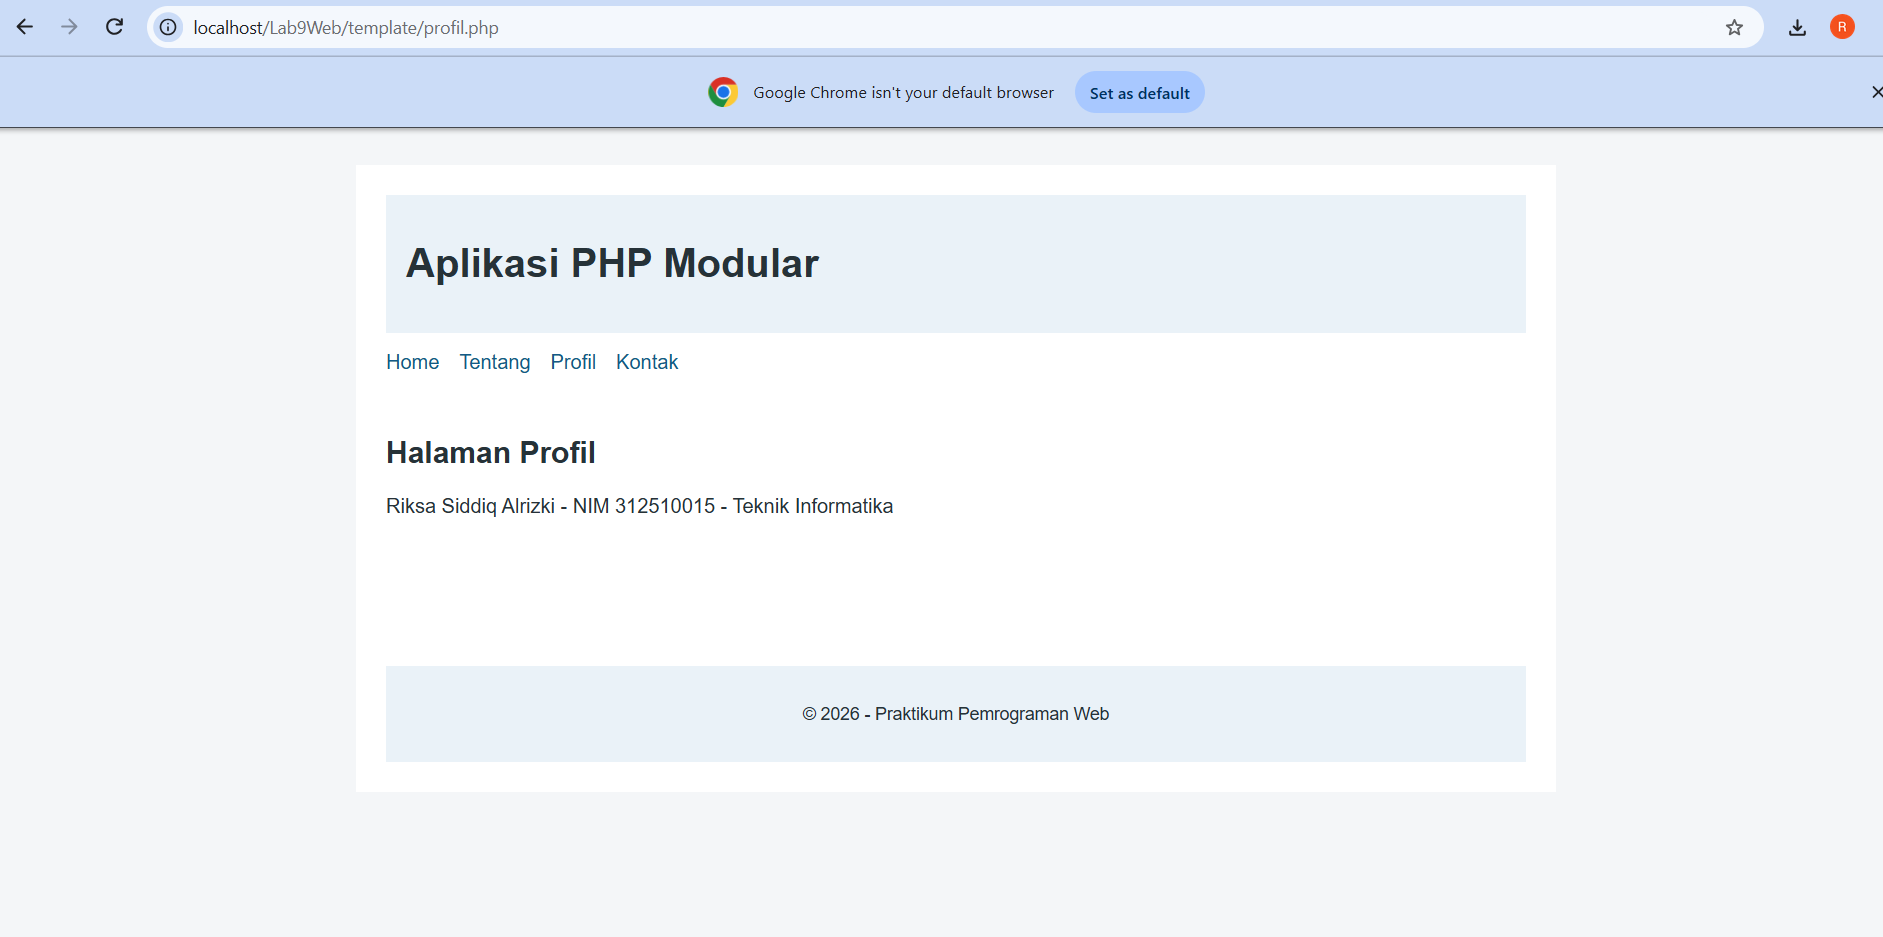 localhost/Lab9Web/template/profil.php
R
Google Chrome isn't your default browser Set as default
Aplikasi PHP Modular
Home Tentang Profil Kontak
Halaman Profil
Riksa Siddiq Alrizki - NIM 312510015 - Teknik Informatika
© 2026 - Praktikum Pemrograman Web